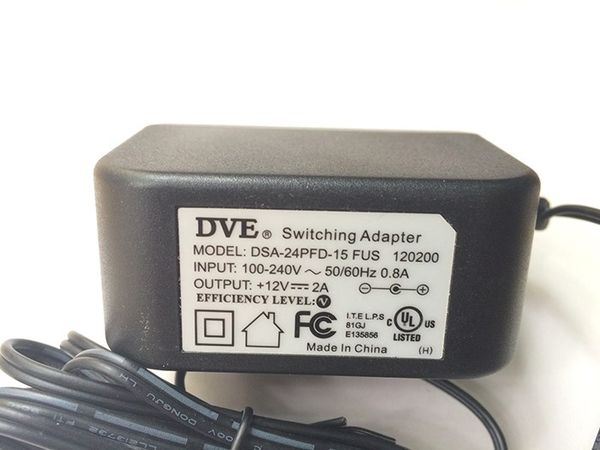 DVE® Switching Adapter
MODEL: DSA-24PFD-15 FUS 120200
INPUT: 100-240V ～ 50/60Hz 0.8A
OUTPUT: +12V⎓2A
EFFICIENCY LEVEL: V
FC
I.T.E L.P.S
81GJ
E135856
c UL us
LISTED
Made In China
(H)
DONGJU